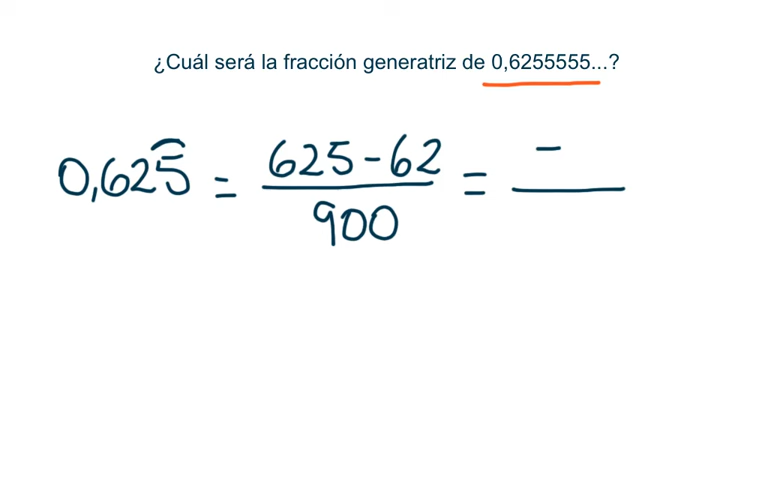 ¿Cuál será la fracción generatriz de 0,6255555...?
625 - 62
0,625̅ = ─── = ───
900